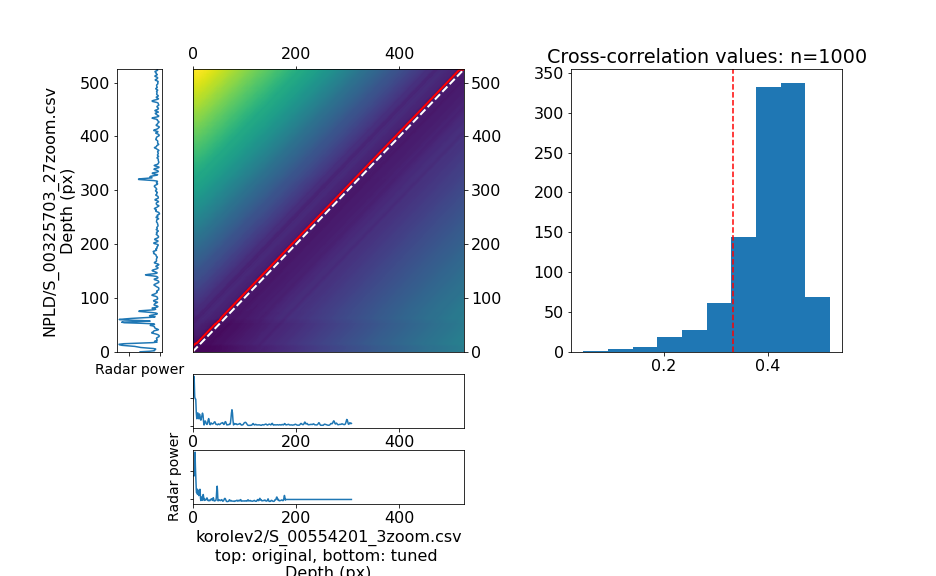 Cross-correlation values: n=1000
0 200 400
500
400
300
200
100
0
NPLD/S_00325703_27zoom.csv
Depth (px)
Radar power
500
400
300
200
100
0
350
300
250
200
150
100
50
0
0.2 0.4
0 200 400
Radar power
0 200 400
korolev2/S_00554201_3zoom.csv
top: original, bottom: tuned
Depth (px)